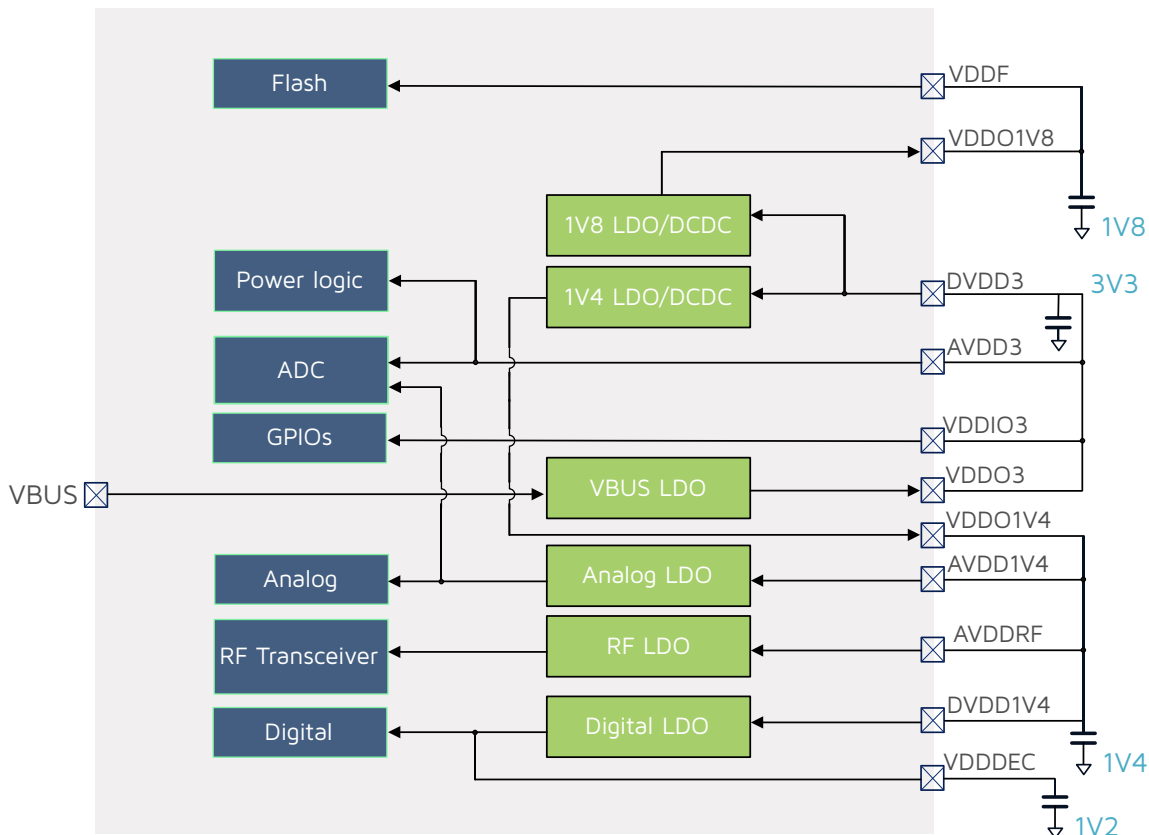 Flash
VDDF
VDDO1V8
1V8 LDO/DCDC
1V8
Power logic
1V4 LDO/DCDC
DVDD3
3V3
ADC
AVDD3
GPIOs
VDDIO3
VBUS
VBUS LDO
VDDO3
VDDO1V4
Analog
Analog LDO
AVDD1V4
RF Transceiver
RF LDO
AVDDRF
Digital
Digital LDO
DVDD1V4
1V4
VDDDEC
1V2